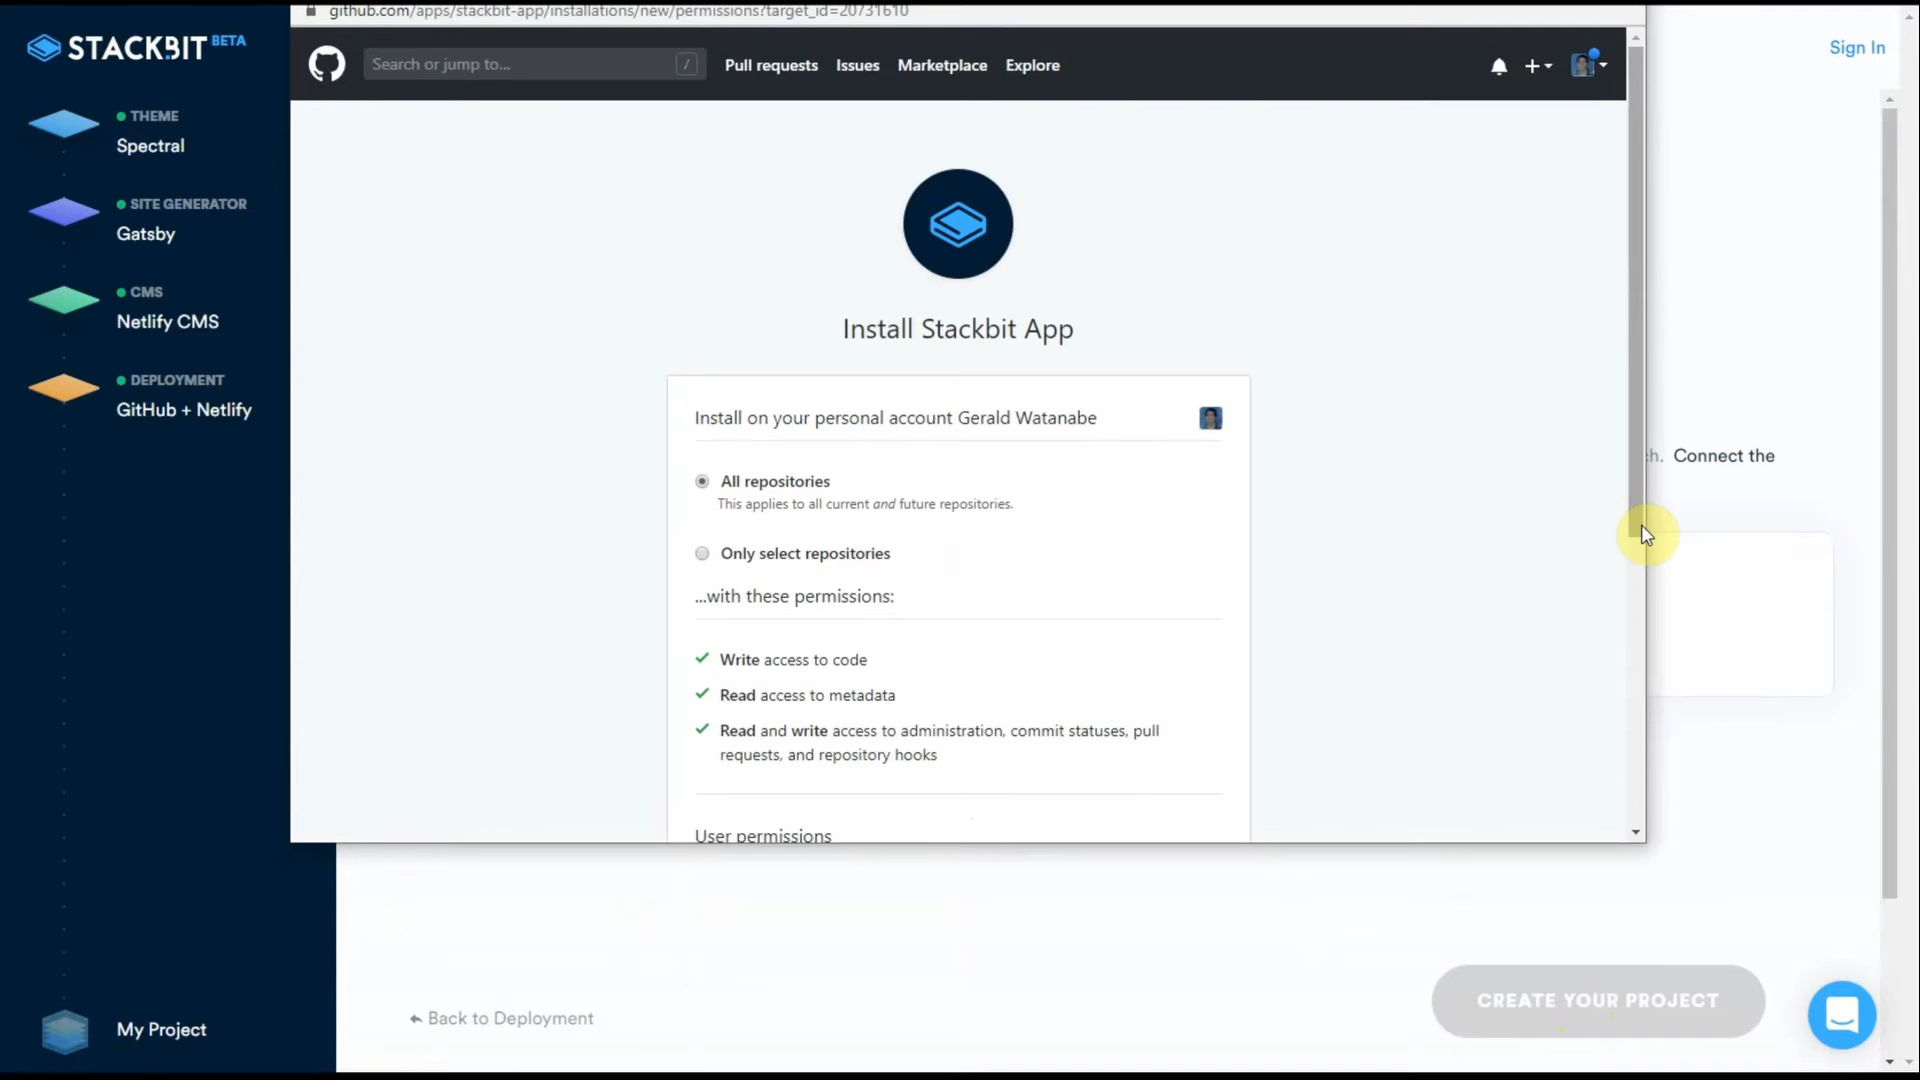 github.com/apps/stackbit-app/installations/new/permissions?target_id=20731610
STACKBIT BETA
Sign In
Search or jump to...
/
Pull requests
Issues
Marketplace
Explore
THEME
Spectral
SITE GENERATOR
Gatsby
CMS
Netlify CMS
DEPLOYMENT
GitHub + Netlify
Install Stackbit App
Install on your personal account Gerald Watanabe
All repositories
This applies to all current and future repositories.
ch. Connect the
Only select repositories
...with these permissions:
Write access to code
Read access to metadata
Read and write access to administration, commit statuses, pull
requests, and repository hooks
User permissions
Back to Deployment
CREATE YOUR PROJECT
My Project